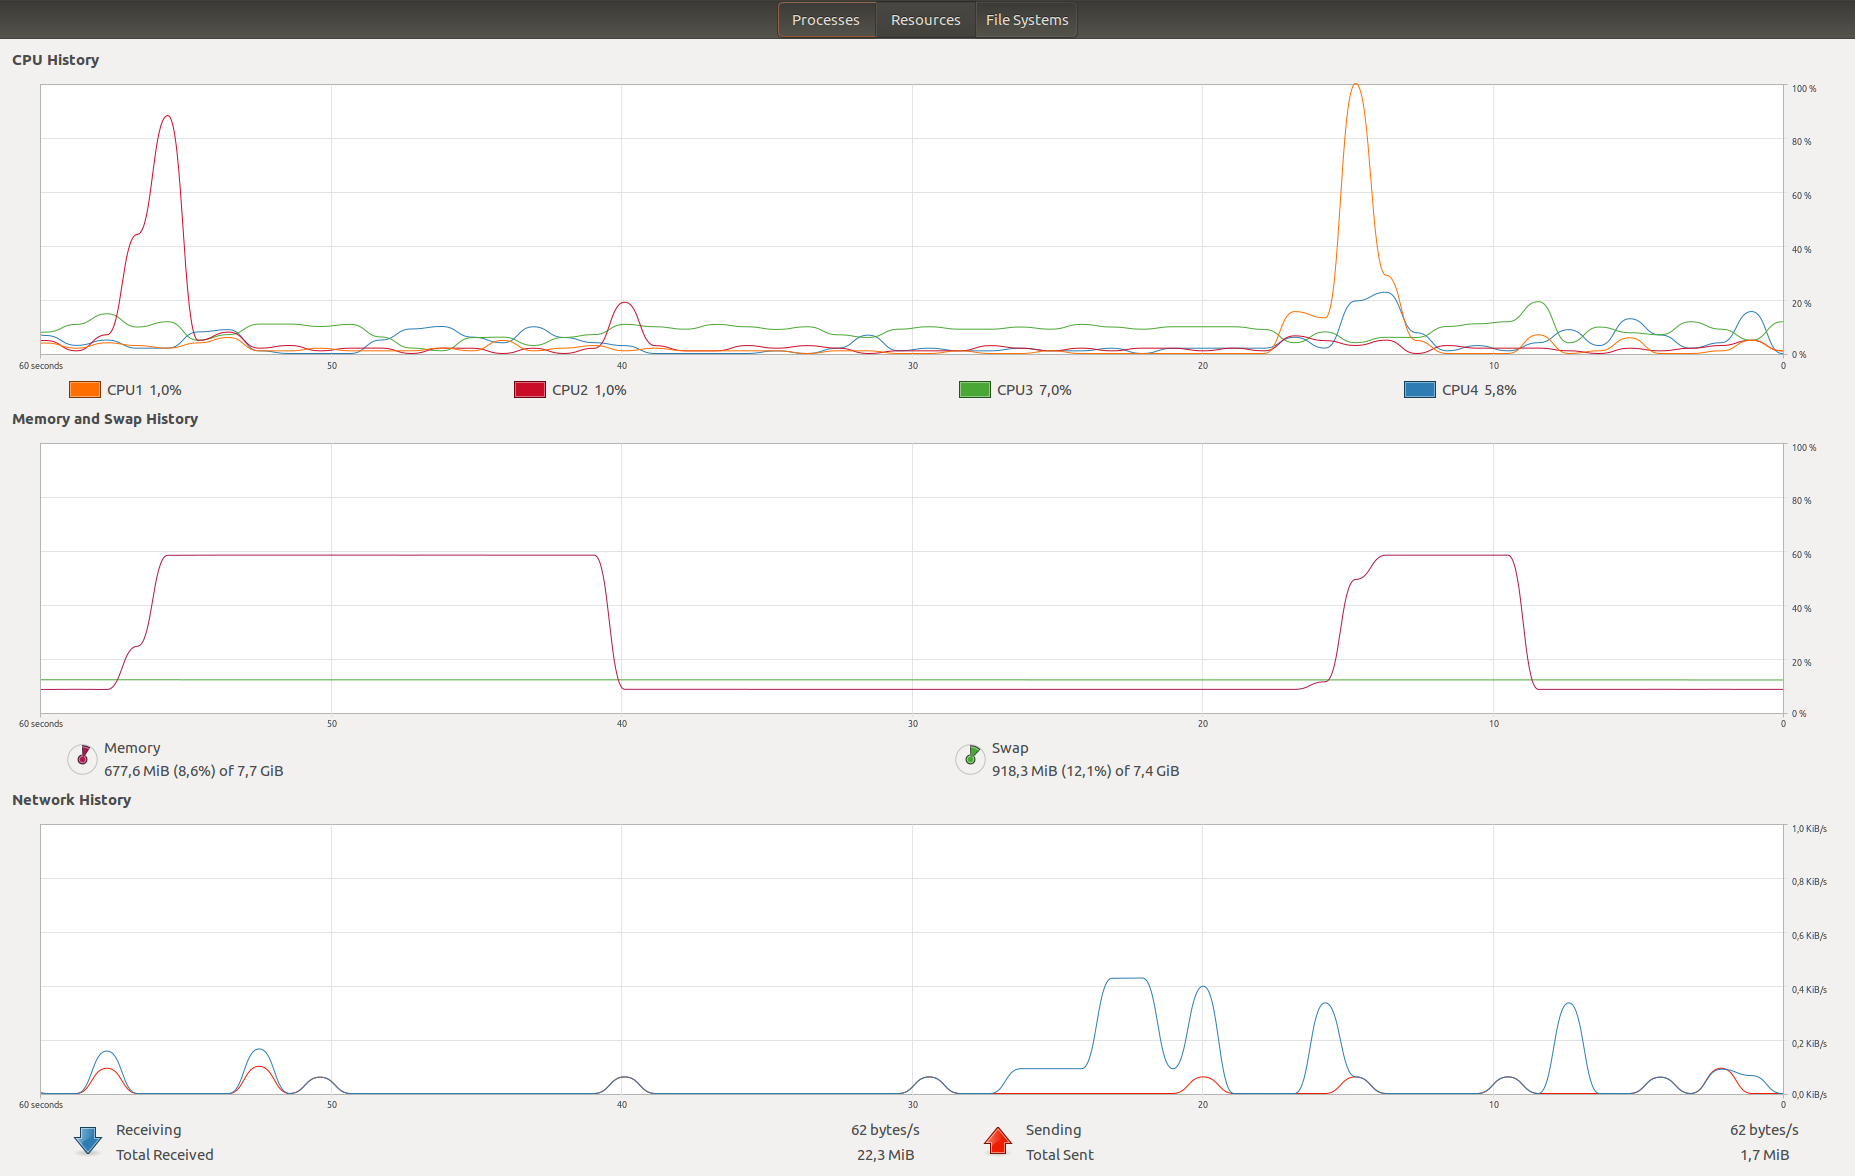 Processes Resources File Systems
CPU History
100 %
80 %
60 %
40 %
20 %
0 %
60 seconds 50 40 30 20 10 0
CPU1 1,0% CPU2 1,0% CPU3 7,0% CPU4 5,8%
Memory and Swap History
100 %
80 %
60 %
40 %
20 %
0 %
60 seconds 50 40 30 20 10 0
Memory
677,6 MiB (8,6%) of 7,7 GiB
Swap
918,3 MiB (12,1%) of 7,4 GiB
Network History
1,0 KiB/s
0,8 KiB/s
0,6 KiB/s
0,4 KiB/s
0,2 KiB/s
0,0 KiB/s
60 seconds 50 40 30 20 10 0
Receiving 62 bytes/s
Total Received 22,3 MiB
Sending 62 bytes/s
Total Sent 1,7 MiB